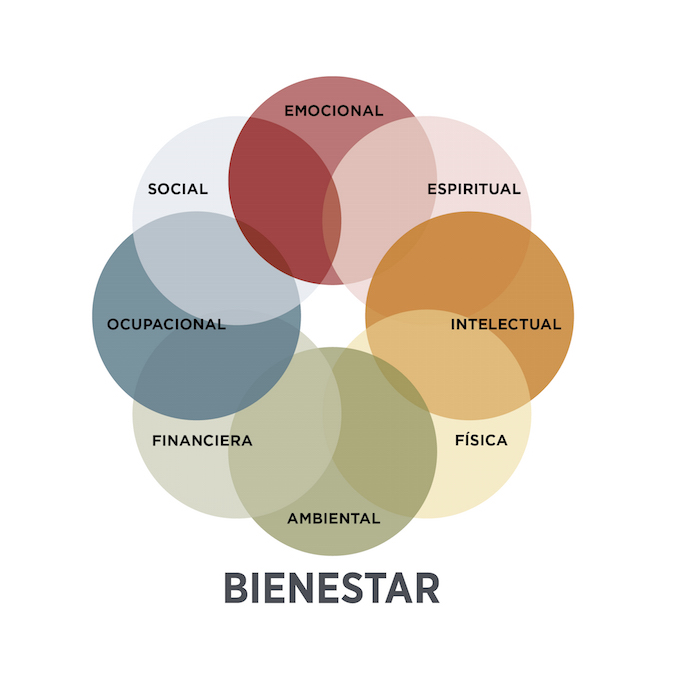 EMOCIONAL
SOCIAL
ESPIRITUAL
OCUPACIONAL
INTELECTUAL
FINANCIERA
FÍSICA
AMBIENTAL
BIENESTAR